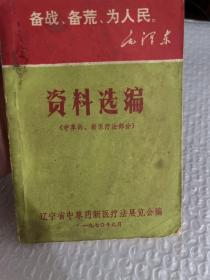 备战、备荒、为人民。
毛泽东
资料选编
《中草药、新医疗法部分》
辽宁省中草药新医疗法展览会编
一九七〇年九月